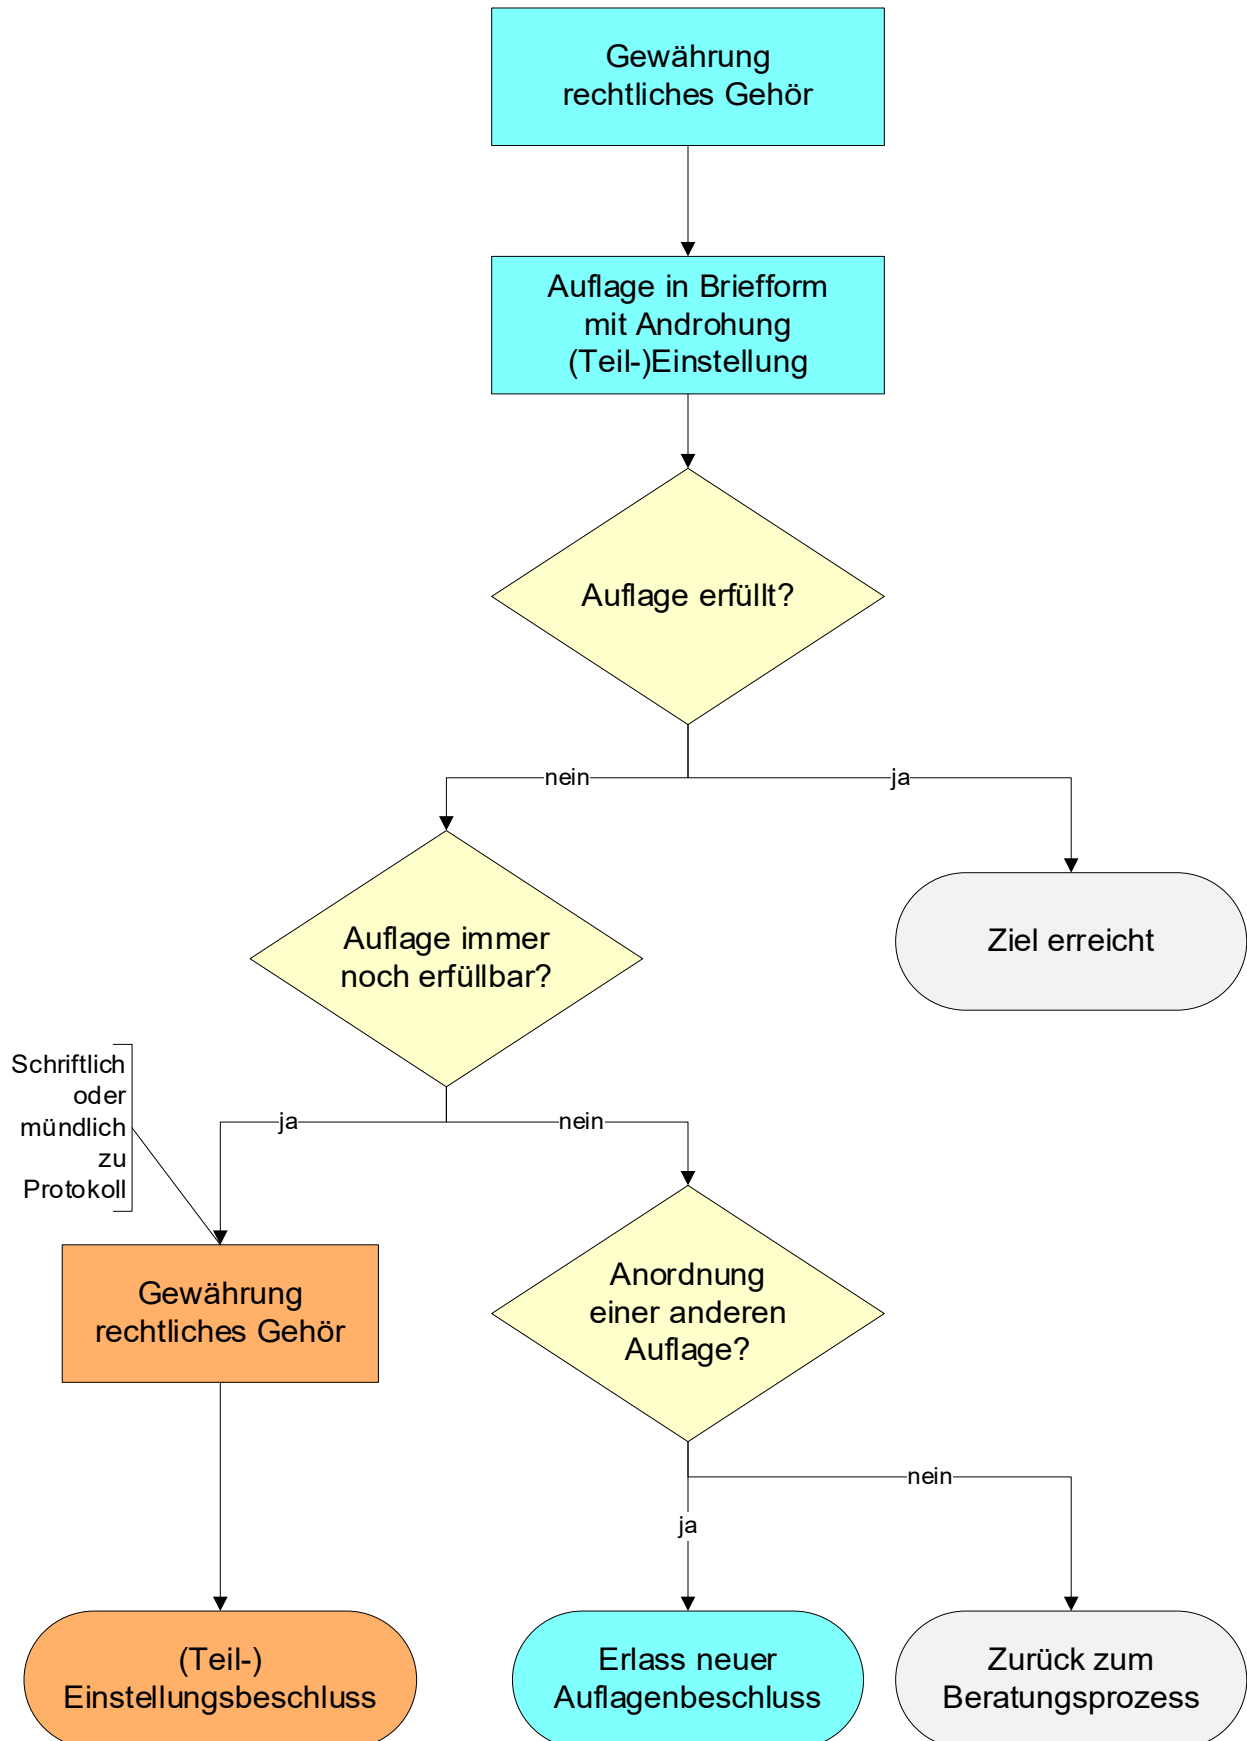 Gewährung
rechtliches Gehör
Auflage in Briefform
mit Androhung
(Teil-)Einstellung
Auflage erfüllt?
nein
ja
Auflage immer
noch erfüllbar?
Ziel erreicht
Schriftlich
oder
mündlich
zu
Protokoll
ja
nein
Gewährung
rechtliches Gehör
Anordnung
einer anderen
Auflage?
nein
ja
(Teil-)
Einstellungsbeschluss
Erlass neuer
Auflagenbeschluss
Zurück zum
Beratungsprozess